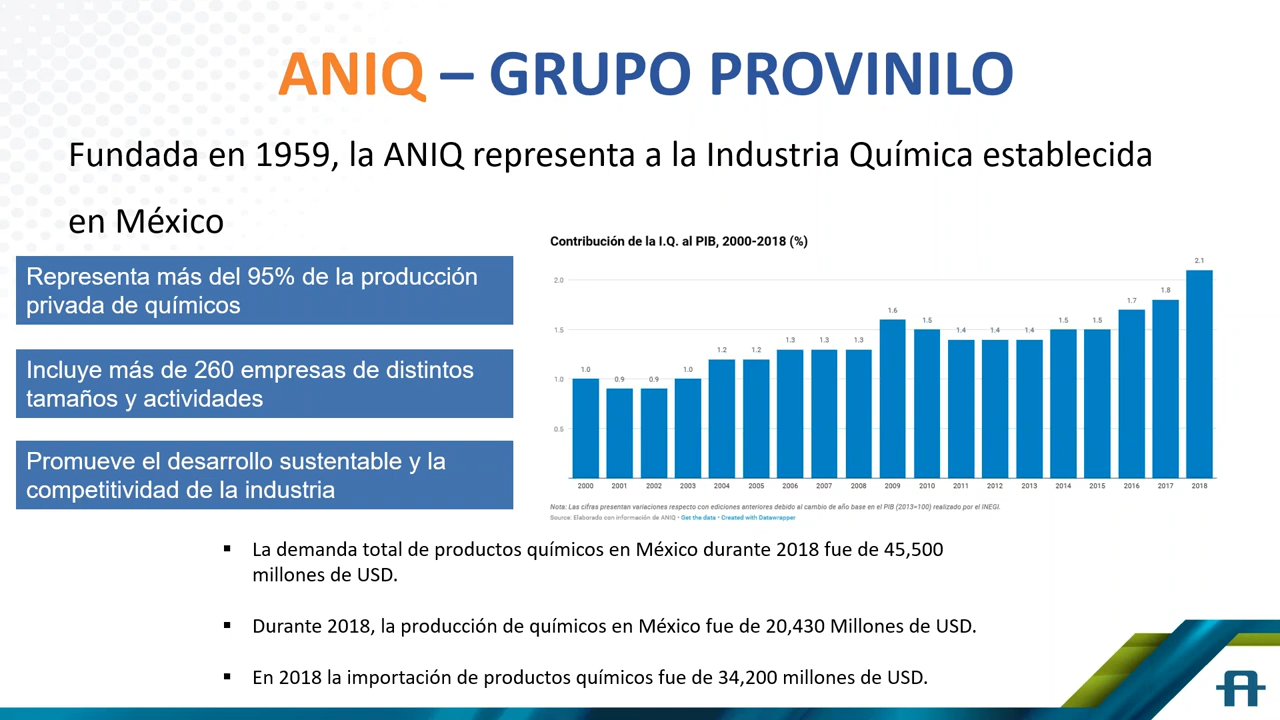 ANIQ – GRUPO PROVINILO
Fundada en 1959, la ANIQ representa a la Industria Química establecida
en México
Representa más del 95% de la producción
privada de químicos
Incluye más de 260 empresas de distintos
tamaños y actividades
Promueve el desarrollo sustentable y la
competitividad de la industria
Contribución de la I.Q. al PIB, 2000-2018 (%)
2.0
1.5
1.0
0.5
1.0 0.9 0.9 1.0 1.2 1.2 1.3 1.3 1.3 1.6 1.5 1.4 1.4 1.4 1.5 1.5 1.7 1.8 2.1
2000 2001 2002 2003 2004 2005 2006 2007 2008 2009 2010 2011 2012 2013 2014 2015 2016 2017 2018
Nota: Las cifras presentan variaciones respecto con ediciones anteriores debido al cambio de año base en el PIB (2013=100) realizado por el INEGI.
Source: Elaborado con información de ANIQ • Get the data • Created with Datawrapper
▪ La demanda total de productos químicos en México durante 2018 fue de 45,500
millones de USD.
▪ Durante 2018, la producción de químicos en México fue de 20,430 Millones de USD.
▪ En 2018 la importación de productos químicos fue de 34,200 millones de USD.